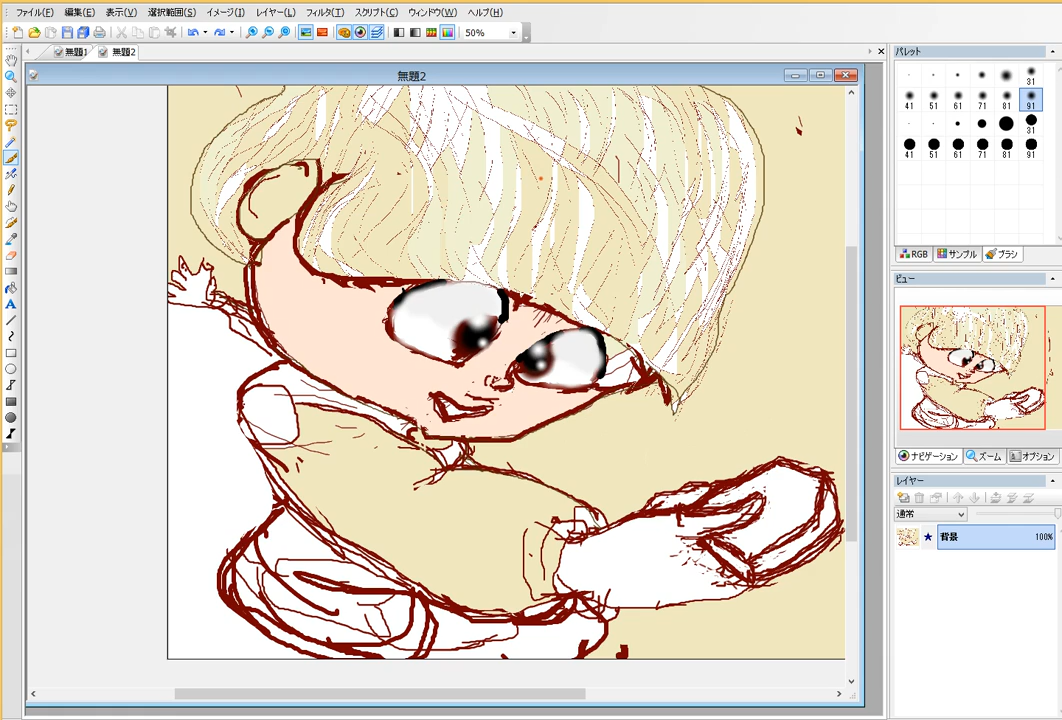 ファイル(F) 編集(E) 表示(V) 選択範囲(S) イメージ(I) レイヤー(L) フィルタ(T) スクリプト(C) ウィンドウ(W) ヘルプ(H)
50%
無題1 無題2
無題2
パレット
31
41 51 61 71 81 91
31
41 51 61 71 81 91
RGB サンプル ブラシ
ビュー
ナビゲーション ズーム オプション
レイヤー
通常
背景 100%